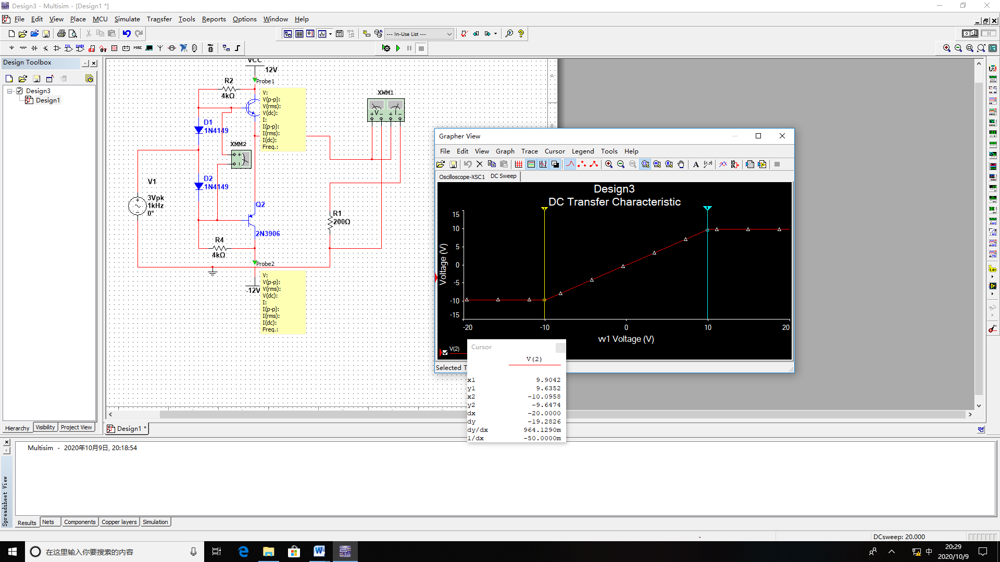 Design3 - Multisim - [Design1 *]
File Edit View Place MCU Simulate Transfer Tools Reports Options Window Help
--- In-Use List ---
MISC
Design Toolbox
Design3
Design1
Hierarchy Visibility Project View
VCC
12V
Probe1
R2
4kΩ
V:
V(p-p):
V(rms):
V(dc):
I:
I(p-p):
I(rms):
I(dc):
Freq.:
D1
1N4149
XMM2
D2
1N4149
V1
3Vpk
1kHz
0°
Q2
2N3906
R4
4kΩ
R1
200Ω
XWM1
Probe2
-12V
V:
V(p-p):
V(rms):
V(dc):
I:
I(p-p):
I(rms):
I(dc):
Freq.:
A
B
Design1 *
Grapher View
File Edit View Graph Trace Cursor Legend Tools Help
Oscilloscope-XSC1 DC Sweep
Design3
DC Transfer Characteristic
Voltage (V)
15
10
5
0
-5
-10
-15
-20 -10 0 10 20
vv1 Voltage (V)
V(2)
Selected T
Cursor
V(2)
x1 9.9042
y1 9.6352
x2 -10.0958
y2 -9.6474
dx -20.0000
dy -19.2826
dy/dx 964.1290m
1/dx -50.0000m
Multisim - 2020年10月9日, 20:18:54
Spreadsheet View
Results Nets Components Copper layers Simulation
- DCsweep: 20.000
在这里输入你要搜索的内容
中
20:29
2020/10/9